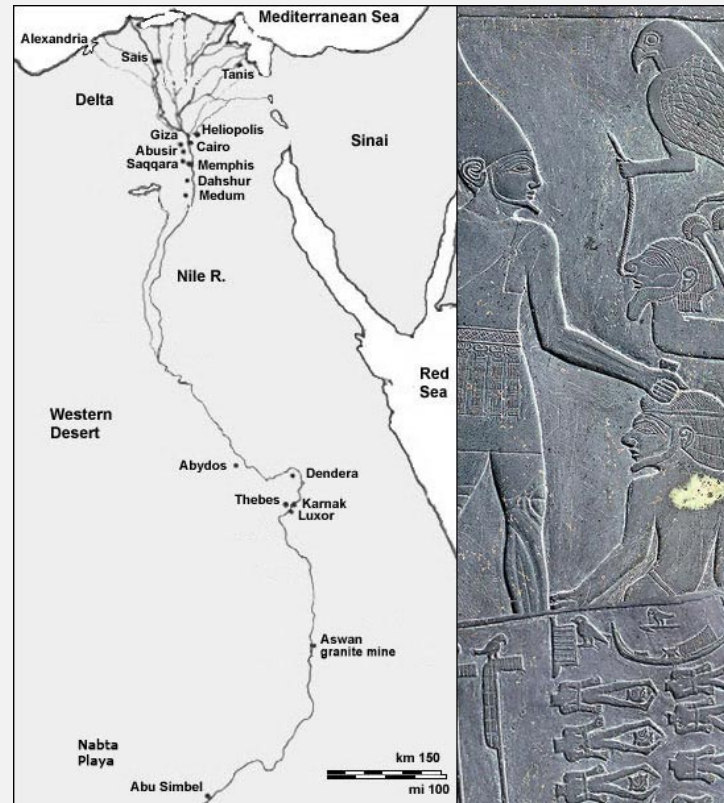 Mediterranean Sea
Alexandria
Sais
Tanis
Delta
Heliopolis
Giza
Cairo
Abusir
Sinai
Saqqara
Memphis
Dahshur
Medum
Nile R.
Red
Sea
Western
Desert
Abydos
Dendera
Thebes
Karnak
Luxor
Aswan
granite mine
Nabta
Playa
km 150
mi 100
Abu Simbel